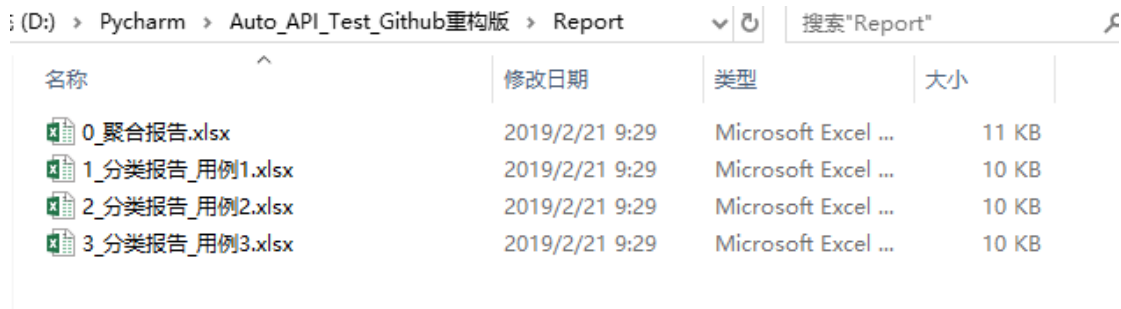 (D:) › Pycharm › Auto_API_Test_Github重构版 › Report 搜索"Report"
名称 修改日期 类型 大小
0_聚合报告.xlsx 2019/2/21 9:29 Microsoft Excel ... 11 KB
1_分类报告_用例1.xlsx 2019/2/21 9:29 Microsoft Excel ... 10 KB
2_分类报告_用例2.xlsx 2019/2/21 9:29 Microsoft Excel ... 10 KB
3_分类报告_用例3.xlsx 2019/2/21 9:29 Microsoft Excel ... 10 KB